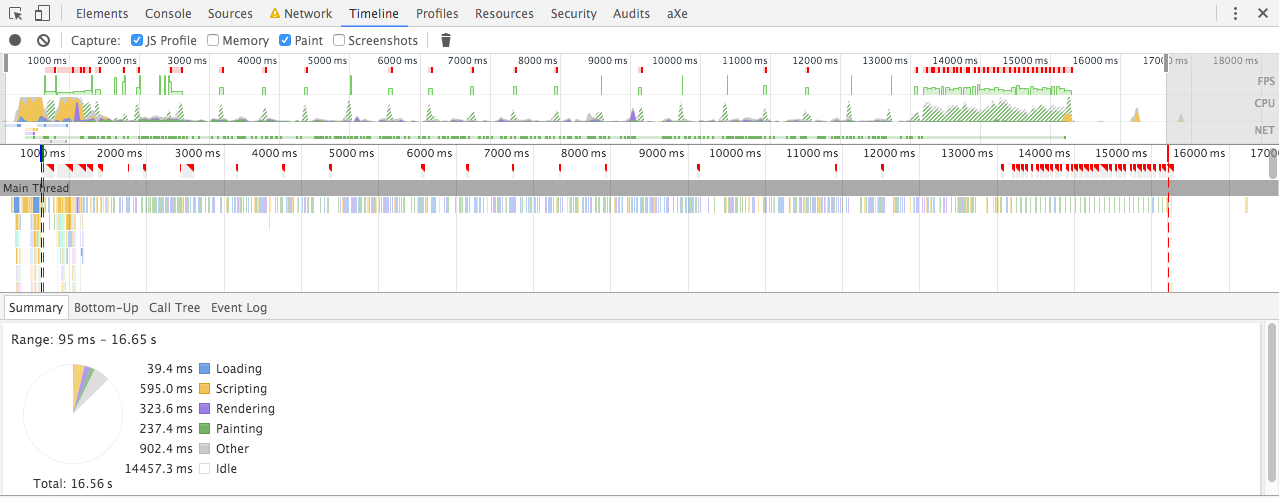 Elements Console Sources Network Timeline Profiles Resources Security Audits aXe
Capture: JS Profile Memory Paint Screenshots
1000 ms 2000 ms 3000 ms 4000 ms 5000 ms 6000 ms 7000 ms 8000 ms 9000 ms 10000 ms 11000 ms 12000 ms 13000 ms 14000 ms 15000 ms 16000 ms 17000 ms 18000 ms
FPS
CPU
NET
1000 ms 2000 ms 3000 ms 4000 ms 5000 ms 6000 ms 7000 ms 8000 ms 9000 ms 10000 ms 11000 ms 12000 ms 13000 ms 14000 ms 15000 ms 16000 ms 1700
Main Thread
Summary Bottom-Up Call Tree Event Log
Range: 95 ms – 16.65 s
39.4 ms Loading
595.0 ms Scripting
323.6 ms Rendering
237.4 ms Painting
902.4 ms Other
14457.3 ms Idle
Total: 16.56 s